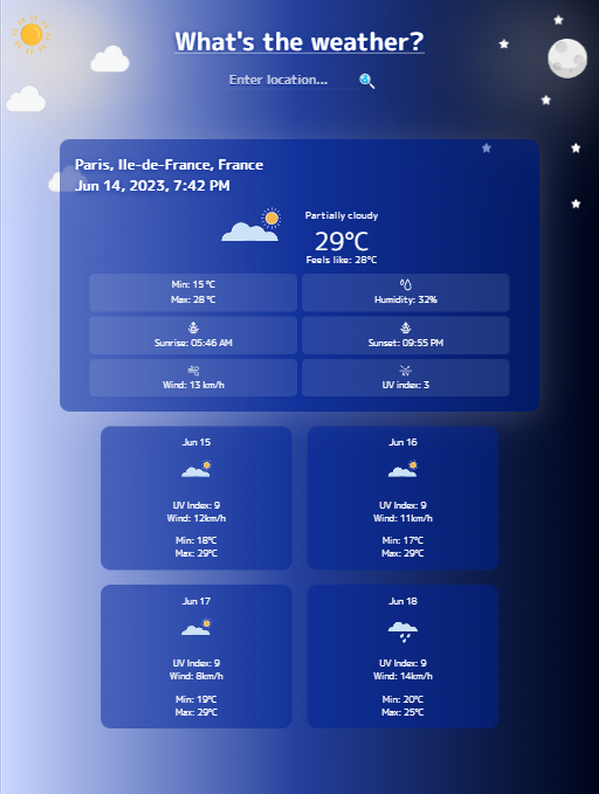 What's the weather?
Enter location...
Paris, Ile-de-France, France
Jun 14, 2023, 7:42 PM
Partially cloudy
29°C
Feels like: 28°C
Min: 15 °C
Max: 28 °C
Humidity: 32%
Sunrise: 05:46 AM
Sunset: 09:55 PM
Wind: 13 km/h
UV index: 3
Jun 15
UV Index: 9
Wind: 12km/h
Min: 18°C
Max: 29°C
Jun 16
UV Index: 9
Wind: 11km/h
Min: 17°C
Max: 29°C
Jun 17
UV Index: 9
Wind: 8km/h
Min: 19°C
Max: 29°C
Jun 18
UV Index: 9
Wind: 14km/h
Min: 20°C
Max: 25°C